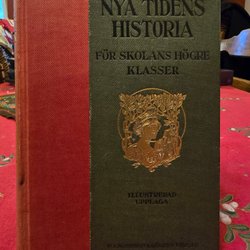 NYA TIDENS
HISTORIA
FÖR SKOLANS HÖGRE
KLASSER
ILLUSTRERAD
UPPLAGA